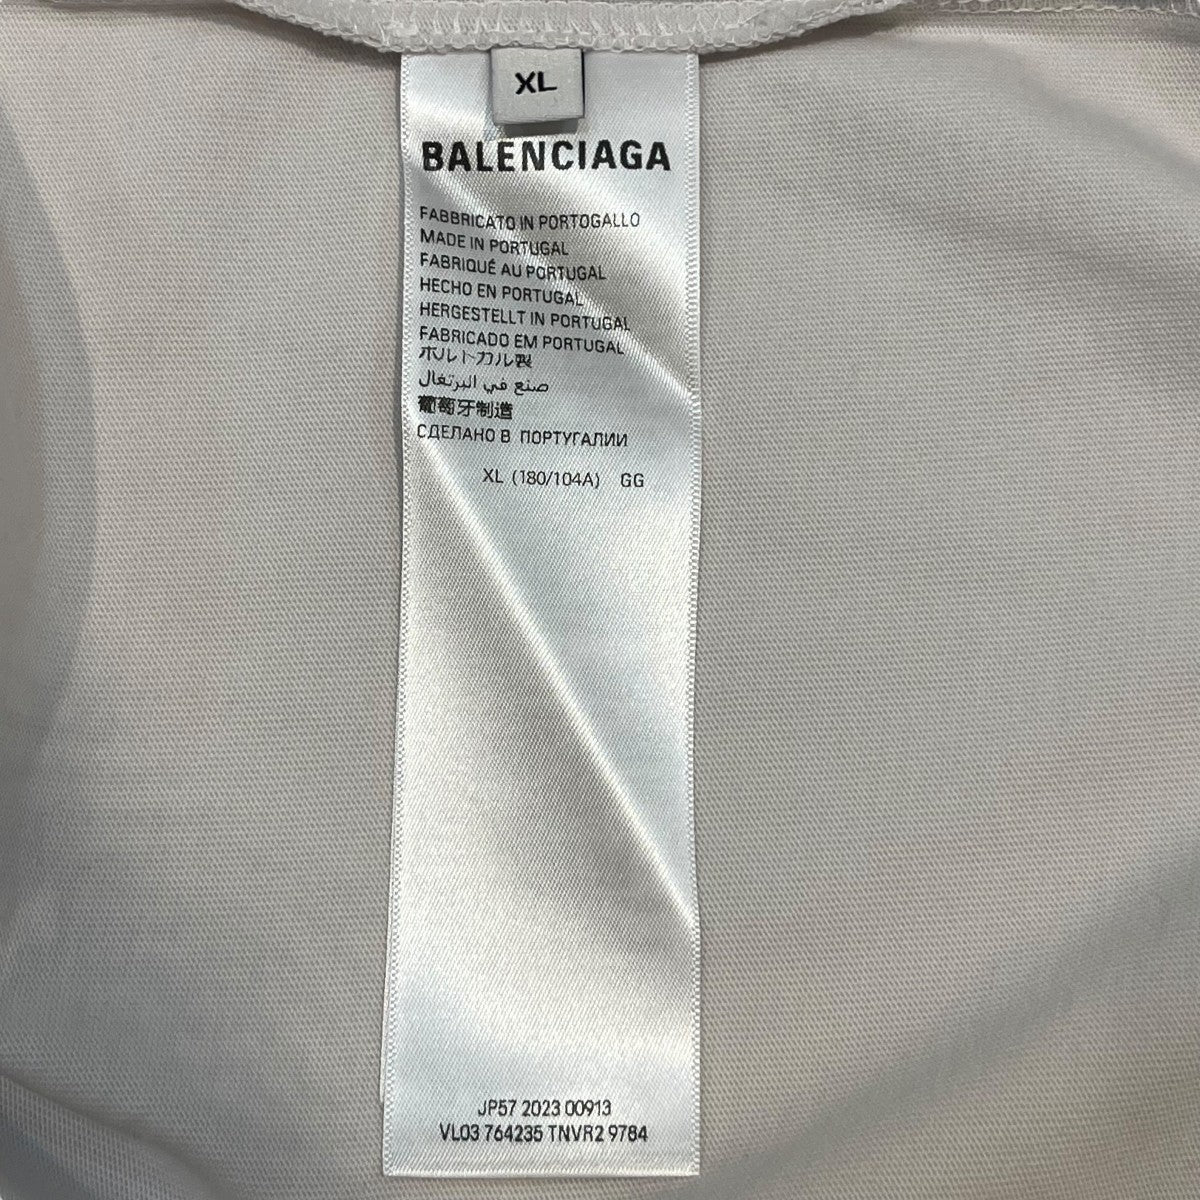 XL
BALENCIAGA
FABBRICATO IN PORTOGALLO
MADE IN PORTUGAL
FABRIQUÉ AU PORTUGAL
HECHO EN PORTUGAL
HERGESTELLT IN PORTUGAL
FABRICADO EM PORTUGAL
ポルトガル製
صنع في البرتغال
葡萄牙制造
СДЕЛАНО В ПОРТУГАЛИИ
XL (180/104A) GG
JP57 2023 00913
VL03 764235 TNVR2 9784